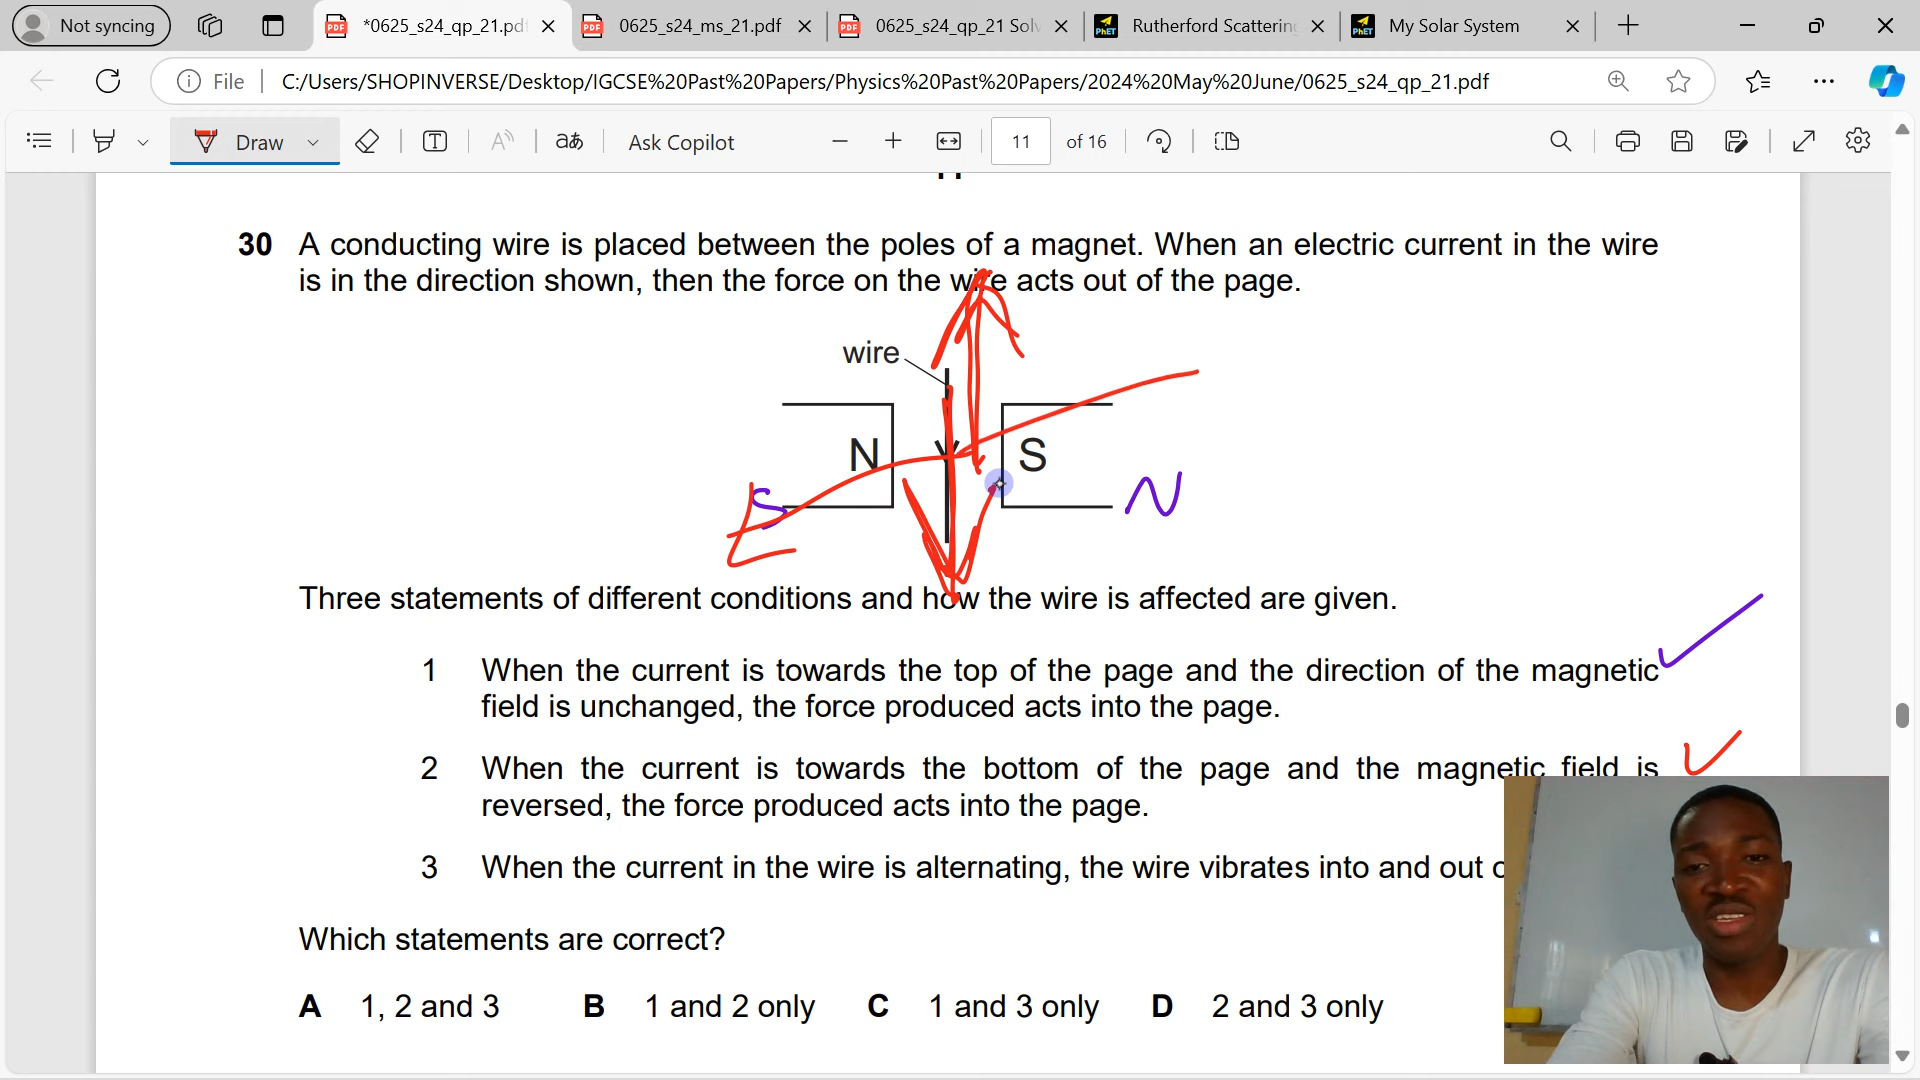 Not syncing
*0625_s24_qp_21.pdf
0625_s24_ms_21.pdf
0625_s24_qp_21 Solv
Rutherford Scattering
My Solar System
File
C:/Users/SHOPINVERSE/Desktop/IGCSE%20Past%20Papers/Physics%20Past%20Papers/2024%20May%20June/0625_s24_qp_21.pdf
Draw
Ask Copilot
11 of 16
30 A conducting wire is placed between the poles of a magnet. When an electric current in the wire
is in the direction shown, then the force on the wire acts out of the page.
wire
N S
S N
Three statements of different conditions and how the wire is affected are given.
1 When the current is towards the top of the page and the direction of the magnetic
field is unchanged, the force produced acts into the page.
2 When the current is towards the bottom of the page and the magnetic field is
reversed, the force produced acts into the page.
3 When the current in the wire is alternating, the wire vibrates into and out
Which statements are correct?
A 1, 2 and 3 B 1 and 2 only C 1 and 3 only D 2 and 3 only